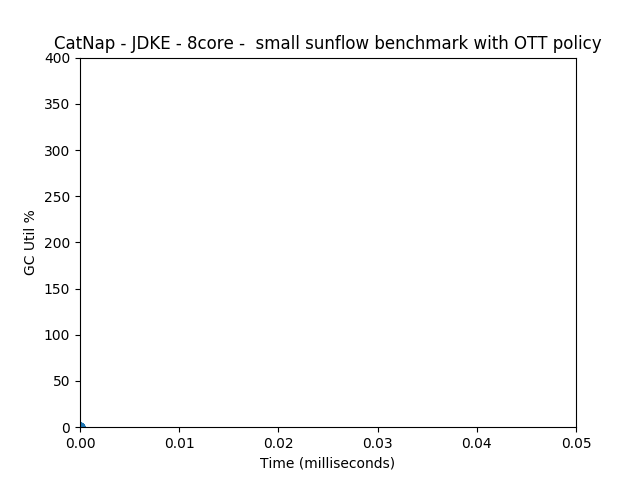 CatNap - JDKE - 8core -  small sunflow benchmark with OTT policy
400
350
300
250
200
150
100
50
0
GC Util %
0.00 0.01 0.02 0.03 0.04 0.05
Time (milliseconds)